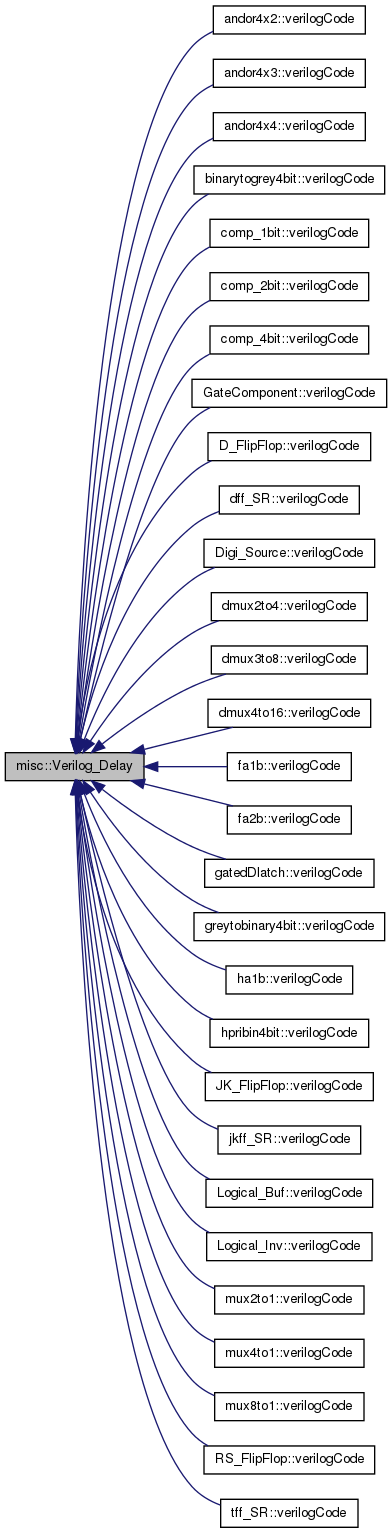 andor4x2::verilogCode
andor4x3::verilogCode
andor4x4::verilogCode
binarytogrey4bit::verilogCode
comp_1bit::verilogCode
comp_2bit::verilogCode
comp_4bit::verilogCode
GateComponent::verilogCode
D_FlipFlop::verilogCode
dff_SR::verilogCode
Digi_Source::verilogCode
dmux2to4::verilogCode
dmux3to8::verilogCode
dmux4to16::verilogCode
misc::Verilog_Delay
fa1b::verilogCode
fa2b::verilogCode
gatedDlatch::verilogCode
greytobinary4bit::verilogCode
ha1b::verilogCode
hpribin4bit::verilogCode
JK_FlipFlop::verilogCode
jkff_SR::verilogCode
Logical_Buf::verilogCode
Logical_Inv::verilogCode
mux2to1::verilogCode
mux4to1::verilogCode
mux8to1::verilogCode
RS_FlipFlop::verilogCode
tff_SR::verilogCode